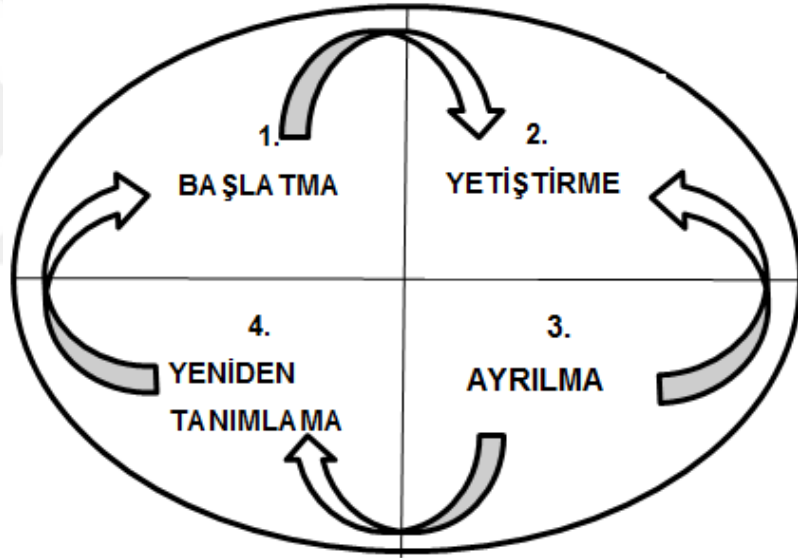 1.
BAŞLATMA
2.
YETİŞTİRME
3.
AYRILMA
4.
YENİDEN
TANIMLAMA